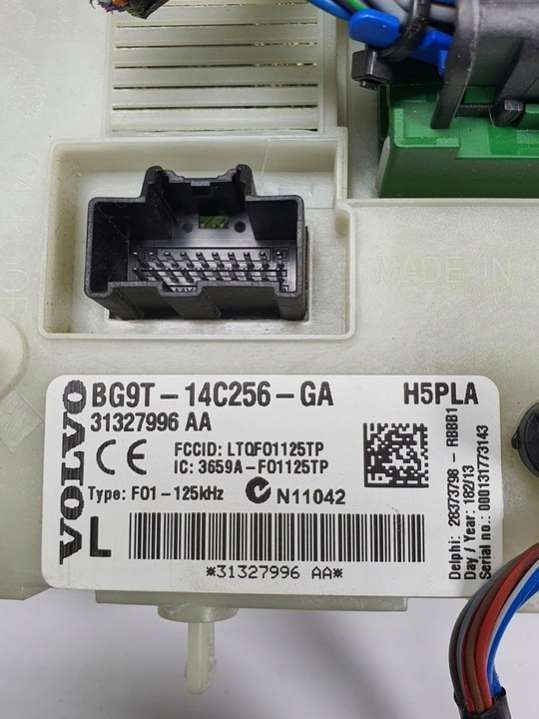 MADE IN
VOLVO
BG9T-14C256-GA
H5PLA
31327996 AA
FCCID: LTQF01125TP
IC: 3659A-F01125TP
Type: F01-125kHz
N11042
L
*31327996 AA*
Delphi: 28373798 - RBBB1
Day / Year: 182/13
Serial no.: 000131773143